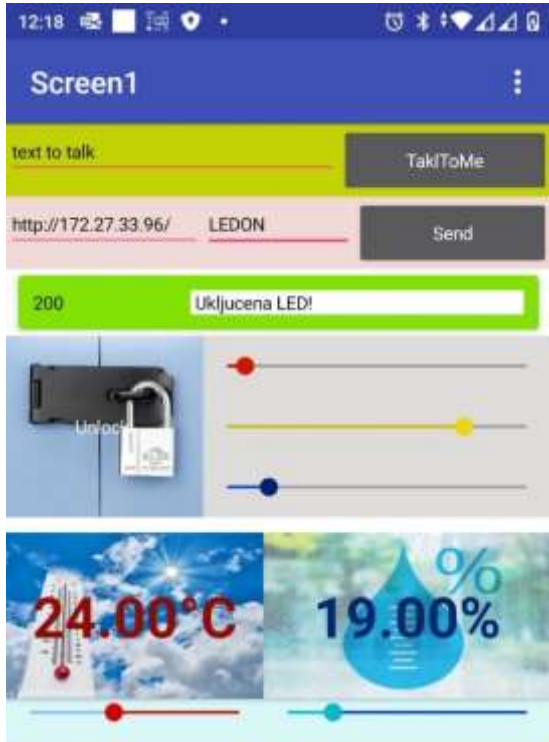 12:18
Screen1
text to talk
TaklToMe
http://172.27.33.96/ LEDON Send
200 Ukljucena LED!
Unlock
%
24.00°C 19.00%